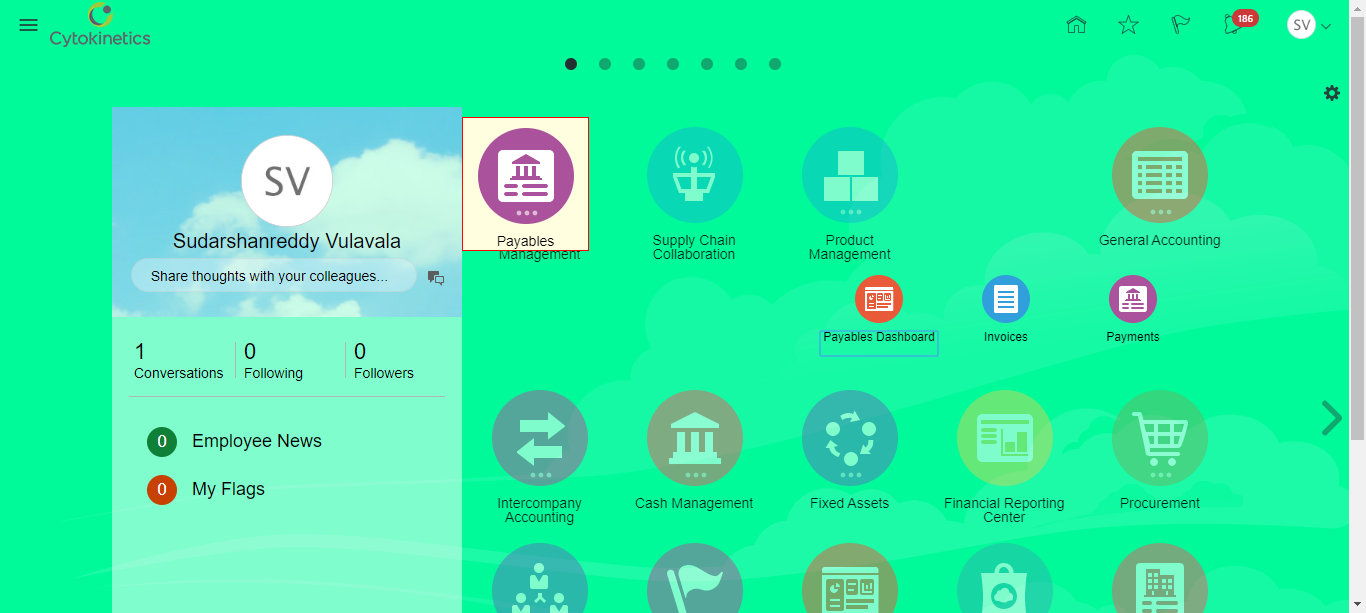 Cytokinetics
186
SV
SV
Sudarshanreddy Vulavala
Share thoughts with your colleagues...
1
Conversations
0
Following
0
Followers
0 Employee News
0 My Flags
Payables
Management
Supply Chain
Collaboration
Product
Management
General Accounting
Payables Dashboard
Invoices
Payments
Intercompany
Accounting
Cash Management
Fixed Assets
Financial Reporting
Center
Procurement